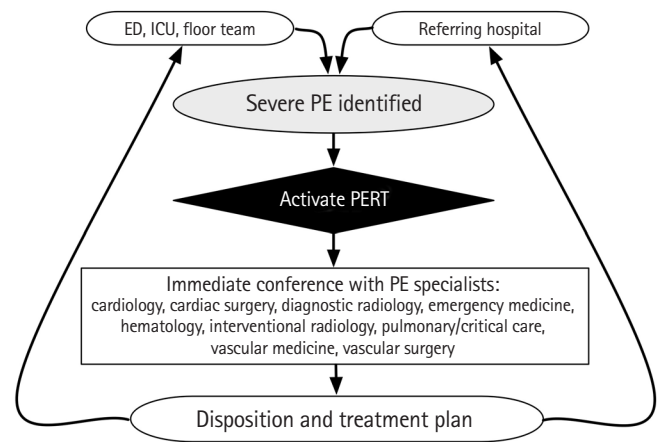 ED, ICU, floor team
Referring hospital
Severe PE identified
Activate PERT
Immediate conference with PE specialists:
cardiology, cardiac surgery, diagnostic radiology, emergency medicine,
hematology, interventional radiology, pulmonary/critical care,
vascular medicine, vascular surgery
Disposition and treatment plan